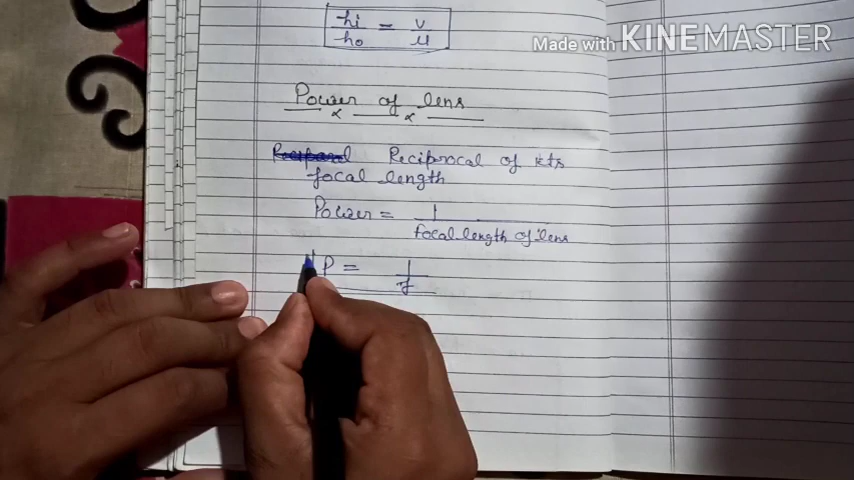 hi/ho = v/u
Made with KINEMASTER
Power of lens
Reciprocal of its
focal length
Power = 1/focal length of lens
P = 1/f